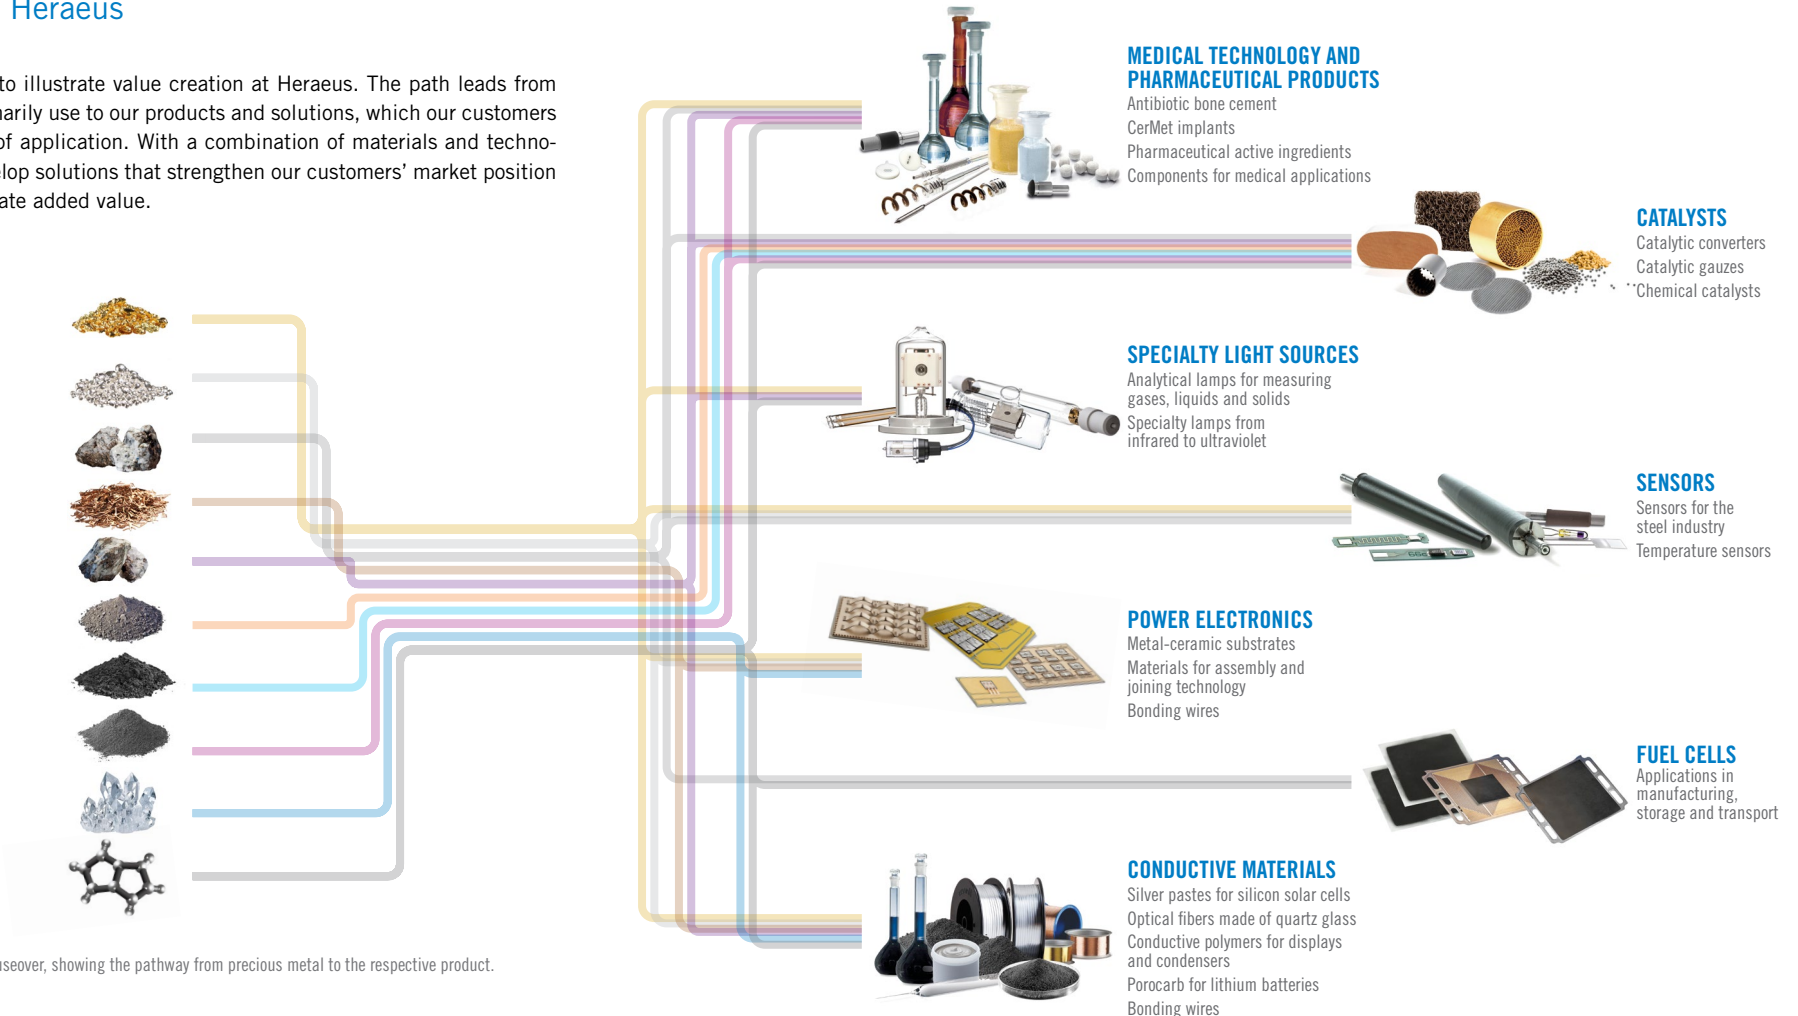 Heraeus
to illustrate value creation at Heraeus. The path leads from
use to our products and solutions, which our customers
of application. With a combination of materials and techno-
solutions that strengthen our customers' market position
added value.
MEDICAL TECHNOLOGY AND
PHARMACEUTICAL PRODUCTS
Antibiotic bone cement
CerMet implants
Pharmaceutical active ingredients
Components for medical applications
CATALYSTS
Catalytic converters
Catalytic gauzes
Chemical catalysts
SPECIALTY LIGHT SOURCES
Analytical lamps for measuring
gases, liquids and solids
Specialty lamps from
infrared to ultraviolet
SENSORS
Sensors for the
steel industry
Temperature sensors
POWER ELECTRONICS
Metal-ceramic substrates
Materials for assembly and
joining technology
Bonding wires
FUEL CELLS
Applications in
manufacturing,
storage and transport
CONDUCTIVE MATERIALS
Silver pastes for silicon solar cells
Optical fibers made of quartz glass
Conductive polymers for displays
and condensers
Porocarb for lithium batteries
Bonding wires
showing the pathway from precious metal to the respective product.